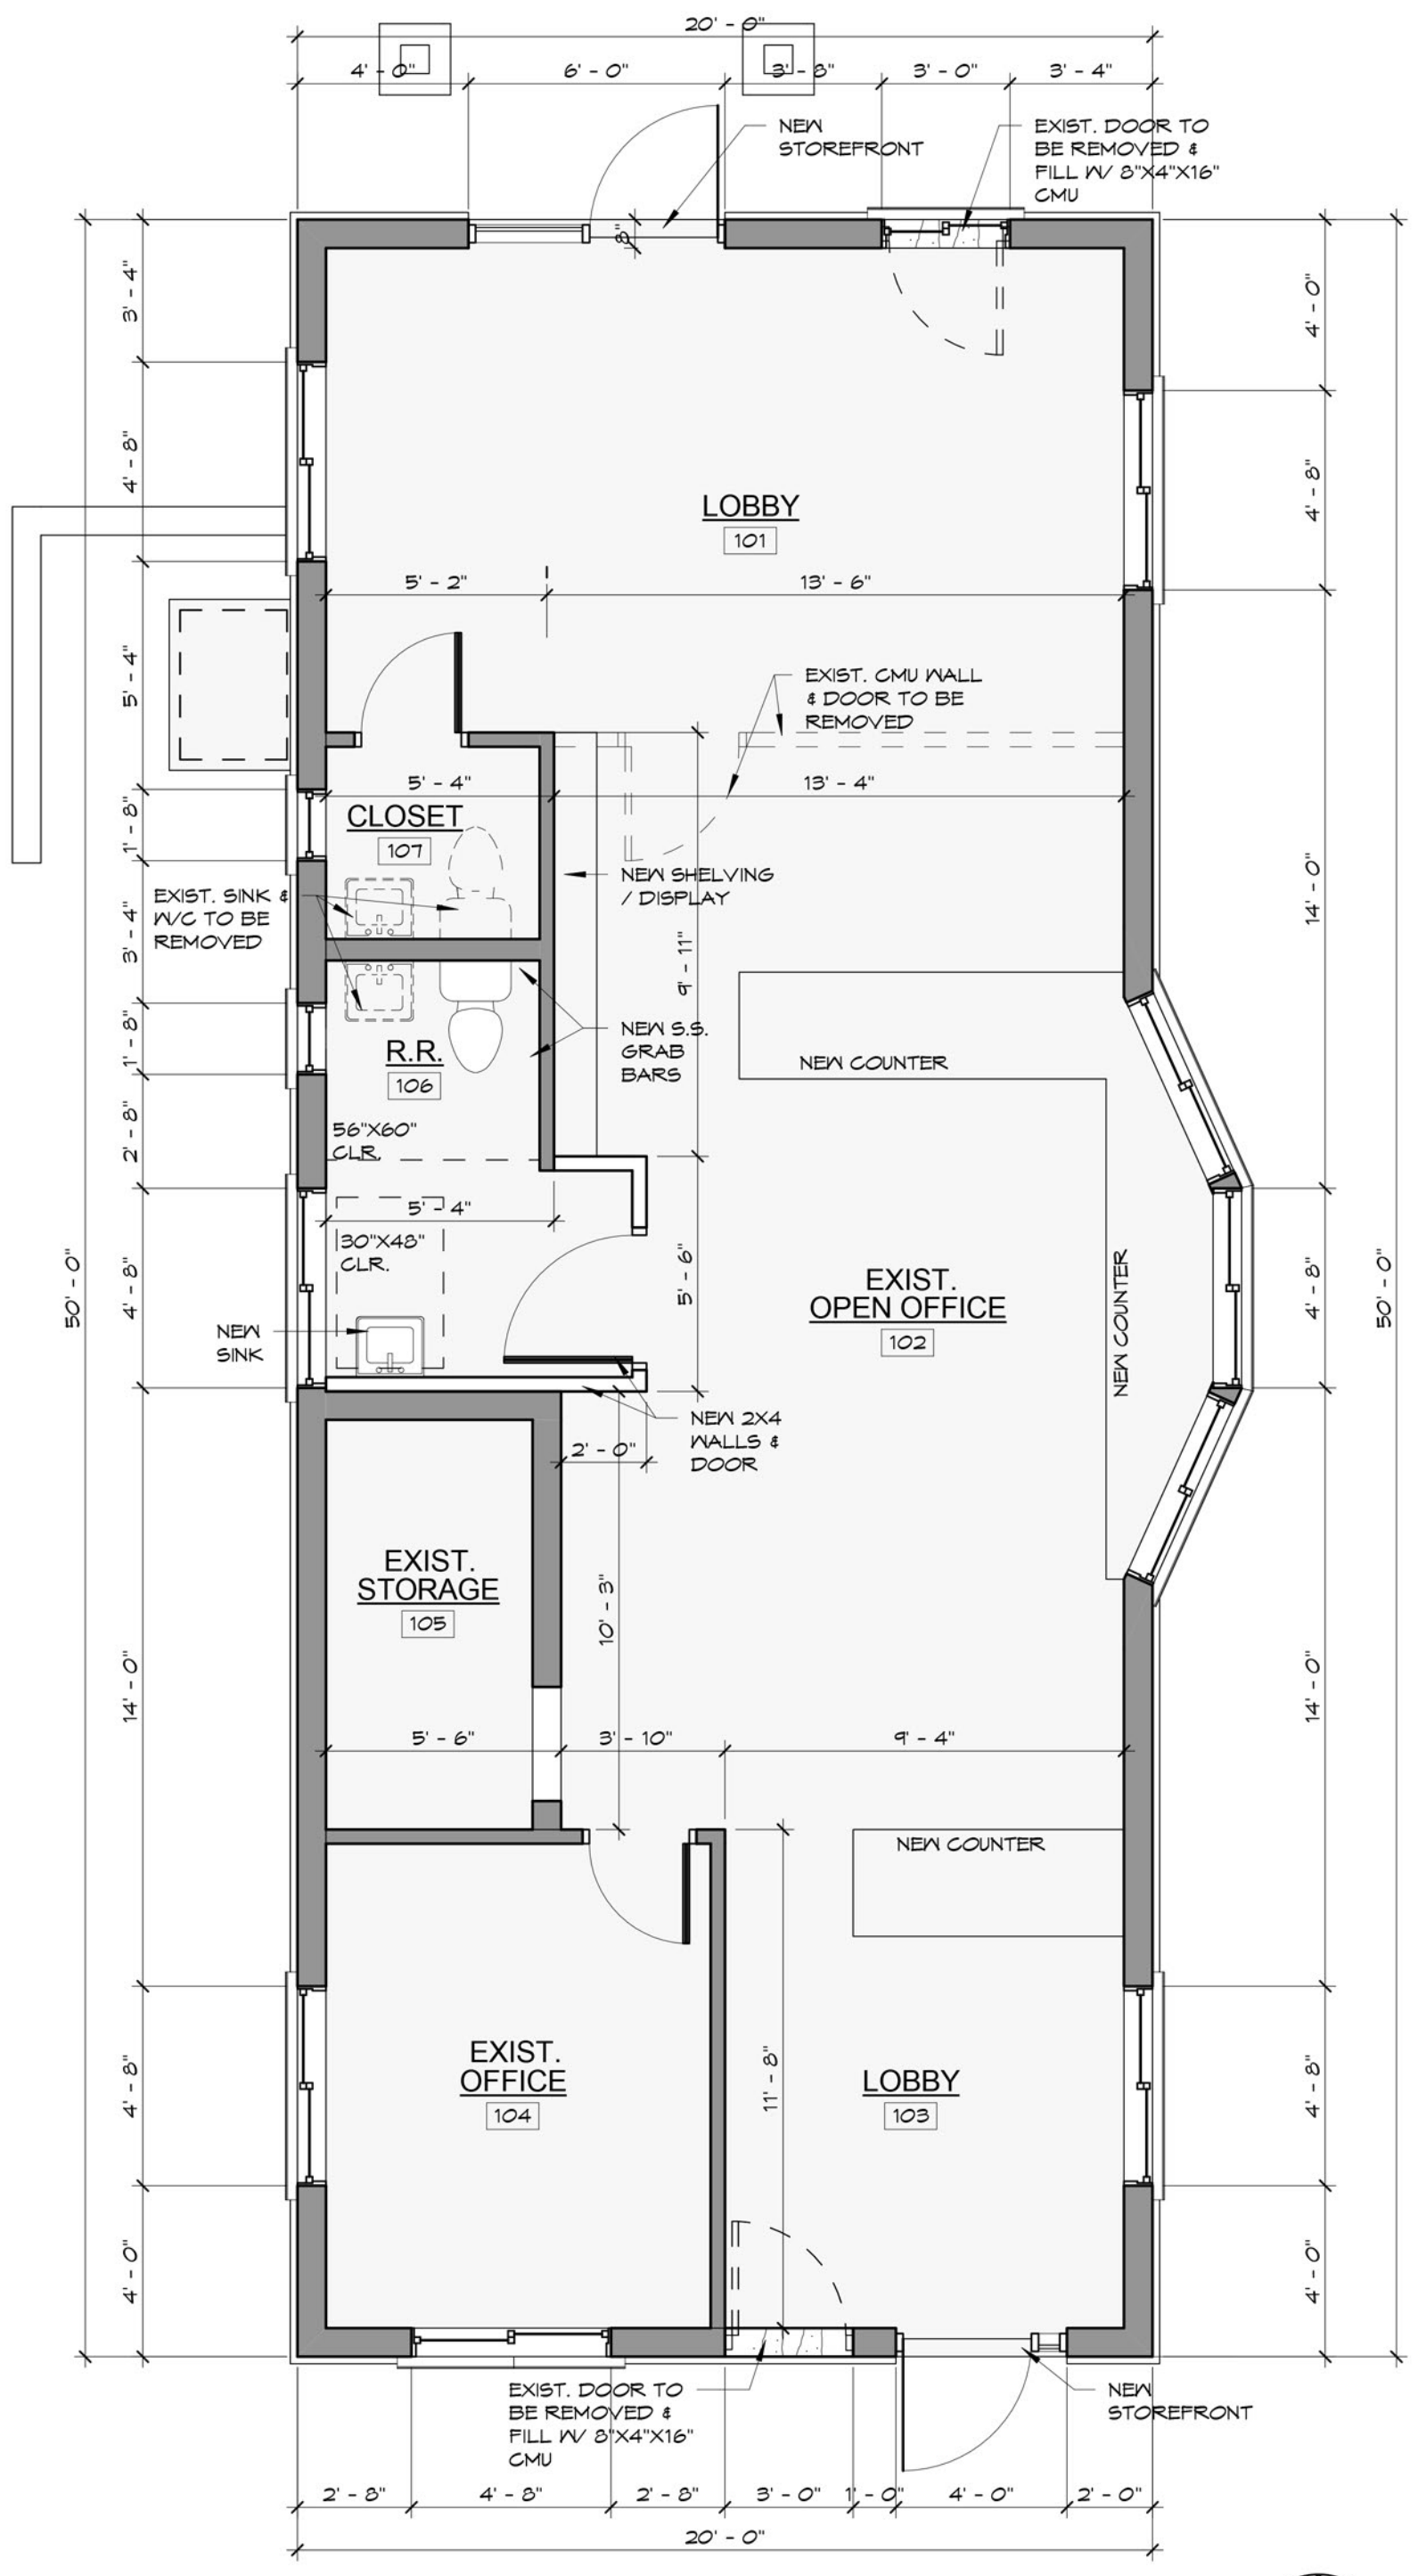 20' - 0"
4' - 0"
6' - 0"
3' - 8"
3' - 0"
3' - 4"
NEW
STOREFRONT
EXIST. DOOR TO
BE REMOVED &
FILL W/ 8"X4"X16"
CMU
8"
3' - 4"
4' - 0"
4' - 8"
4' - 8"
LOBBY
101
5' - 2"
13' - 6"
5' - 4"
EXIST. CMU WALL
& DOOR TO BE
REMOVED
5' - 4"
13' - 4"
CLOSET
107
1' - 8"
NEW SHELVING
/ DISPLAY
14' - 0"
EXIST. SINK &
W/C TO BE
REMOVED
3' - 4"
9' - 11"
NEW S.S.
GRAB
BARS
1' - 8"
R.R.
106
NEW COUNTER
56"X60"
CLR.
2' - 8"
5' - 4"
30"X48"
CLR.
50' - 0"
4' - 8"
5' - 6"
EXIST.
OPEN OFFICE
102
NEW COUNTER
4' - 8"
50' - 0"
NEW
SINK
NEW 2X4
WALLS &
DOOR
2' - 0"
EXIST.
STORAGE
105
10' - 3"
14' - 0"
14' - 0"
5' - 6"
3' - 10"
9' - 4"
NEW COUNTER
EXIST.
OFFICE
104
11' - 8"
LOBBY
103
4' - 8"
4' - 8"
4' - 0"
4' - 0"
EXIST. DOOR TO
BE REMOVED &
FILL W/ 8"X4"X16"
CMU
NEW
STOREFRONT
2' - 8"
4' - 8"
2' - 8"
3' - 0"
1' - 0"
4' - 0"
2' - 0"
20' - 0"